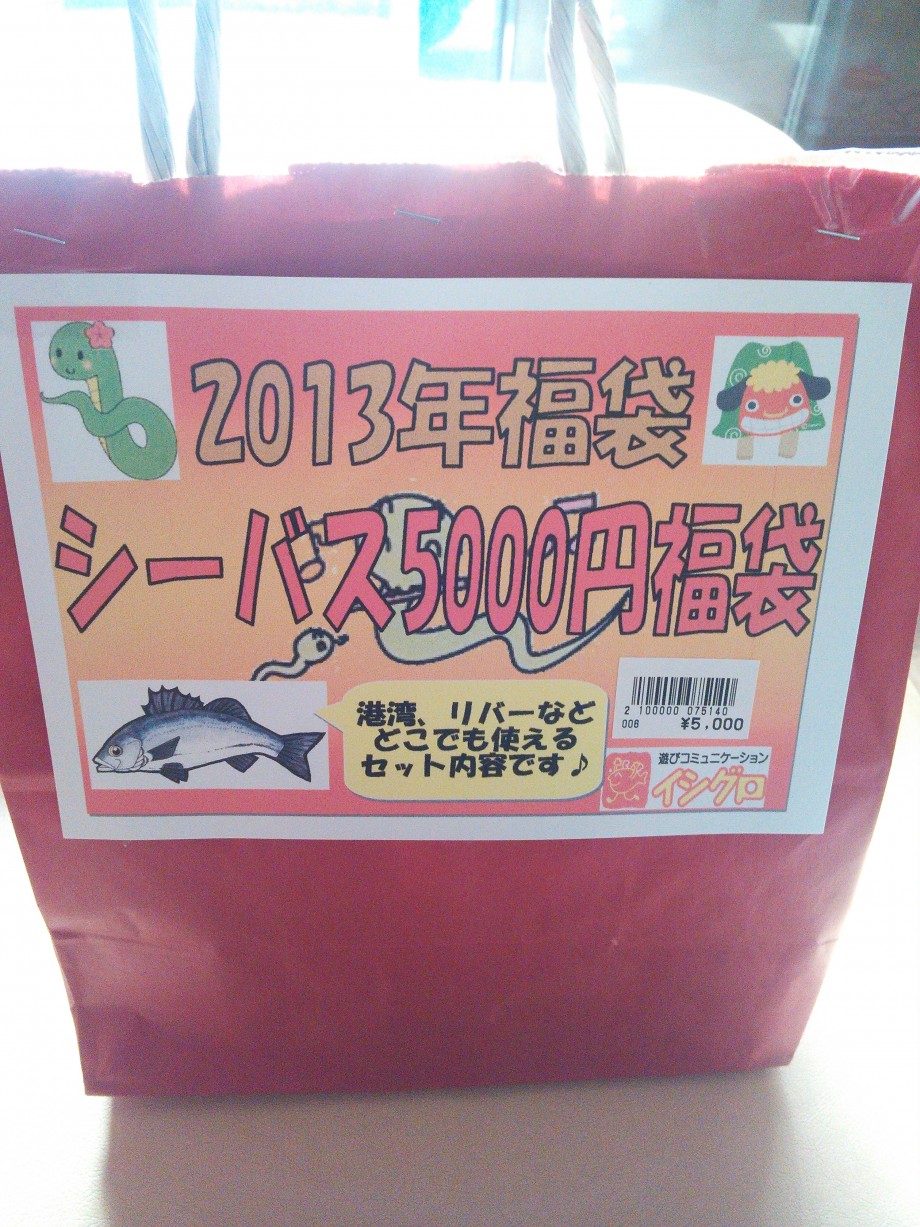 2013年福袋
シーバス5000円福袋
港湾、リバーなど
どこでも使える
セット内容です♪
2 100000 075140
008 ¥5,000
遊びコミュニケーション
イシグロ